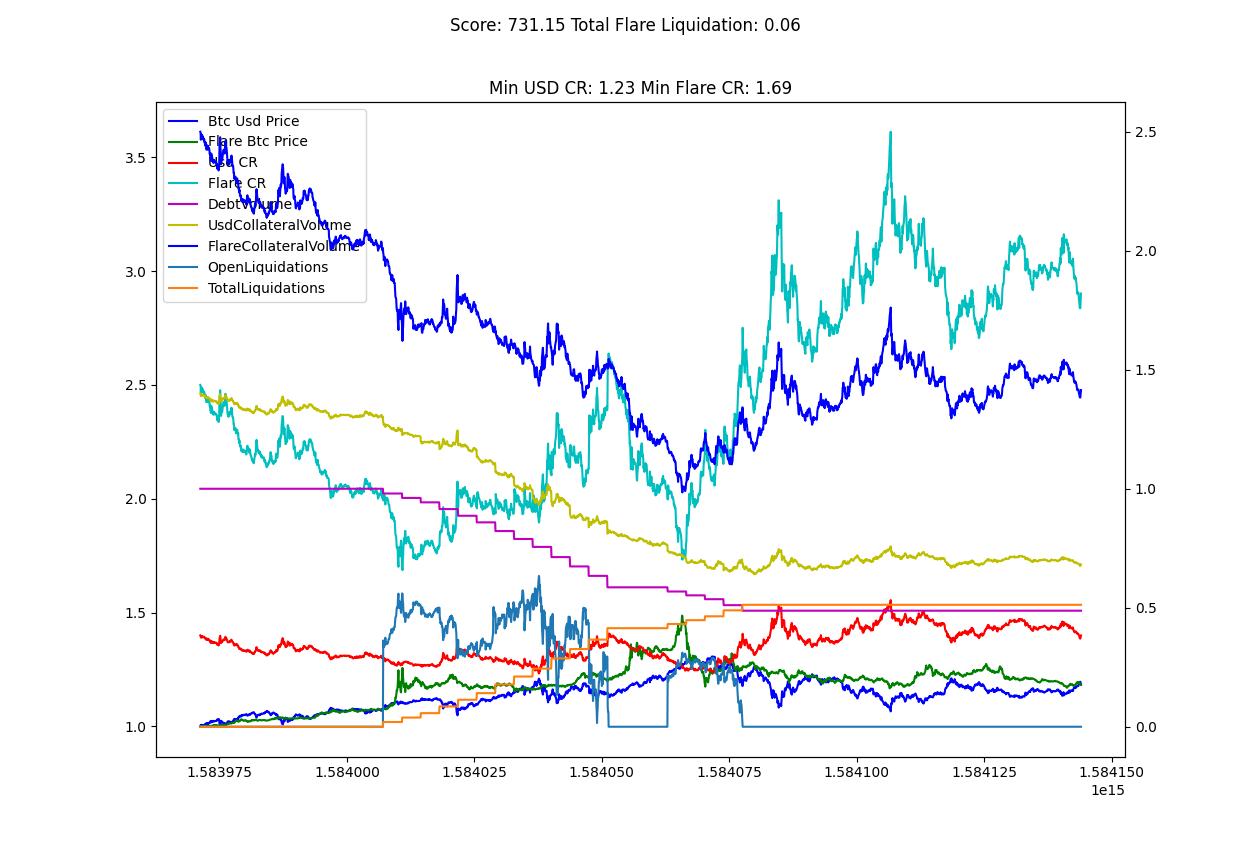 Score: 731.15 Total Flare Liquidation: 0.06
Min USD CR: 1.23 Min Flare CR: 1.69
Btc Usd Price
Flare Btc Price
Usd CR
Flare CR
DebtVolume
UsdCollateralVolume
FlareCollateralVolume
OpenLiquidations
TotalLiquidations
3.5
3.0
2.5
2.0
1.5
1.0
2.5
2.0
1.5
1.0
0.5
0.0
1.583975 1.584000 1.584025 1.584050 1.584075 1.584100 1.584125 1.584150
1e15